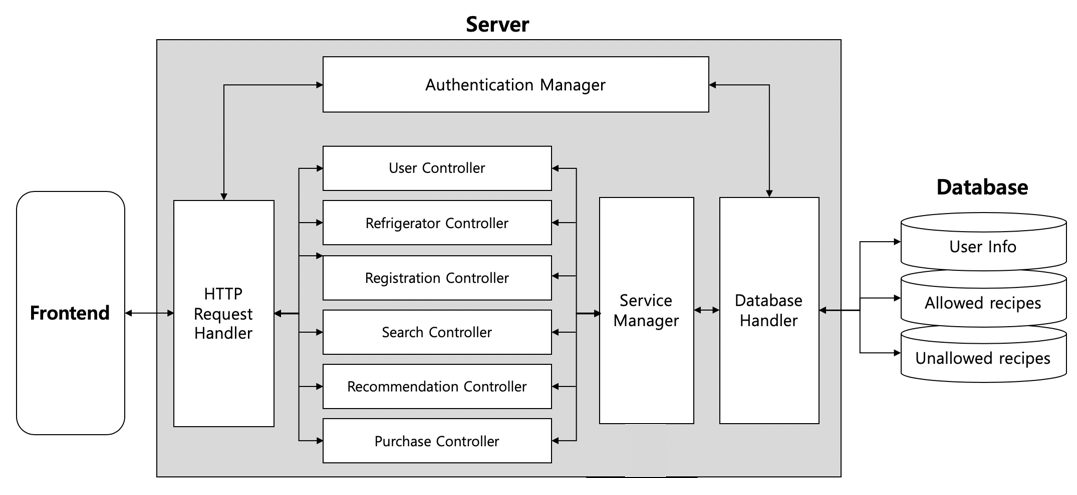 Server
Authentication Manager
User Controller
Refrigerator Controller
Registration Controller
Search Controller
Recommendation Controller
Purchase Controller
Frontend
HTTP
Request
Handler
Service
Manager
Database
Handler
Database
User Info
Allowed recipes
Unallowed recipes